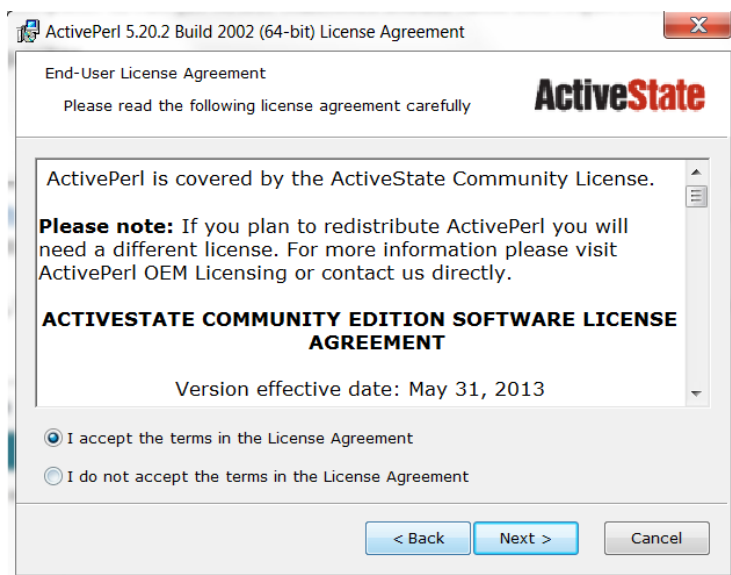 ActivePerl 5.20.2 Build 2002 (64-bit) License Agreement
End-User License Agreement
Please read the following license agreement carefully
ActiveState
ActivePerl is covered by the ActiveState Community License.
Please note: If you plan to redistribute ActivePerl you will
need a different license. For more information please visit
ActivePerl OEM Licensing or contact us directly.
ACTIVESTATE COMMUNITY EDITION SOFTWARE LICENSE
AGREEMENT
Version effective date: May 31, 2013
I accept the terms in the License Agreement
I do not accept the terms in the License Agreement
< Back Next > Cancel